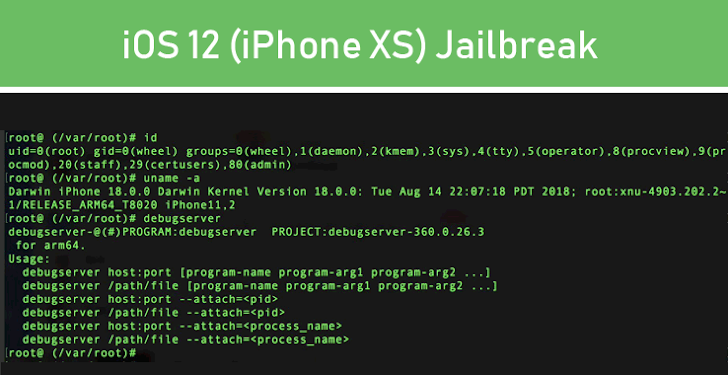 iOS 12 (iPhone XS) Jailbreak
[root@ (/var/root)# id
uid=0(root) gid=0(wheel) groups=0(wheel),1(daemon),2(kmem),3(sys),4(tty),5(operator),8(procview),9(pr
ocmod),20(staff),29(certusers),80(admin)
[root@ (/var/root)# uname -a
Darwin iPhone 18.0.0 Darwin Kernel Version 18.0.0: Tue Aug 14 22:07:18 PDT 2018; root:xnu-4903.202.2~
1/RELEASE_ARM64_T8020 iPhone11,2
[root@ (/var/root)# debugserver
debugserver-@(#)PROGRAM:debugserver  PROJECT:debugserver-360.0.26.3
 for arm64.
Usage:
  debugserver host:port [program-name program-arg1 program-arg2 ...]
  debugserver /path/file [program-name program-arg1 program-arg2 ...]
  debugserver host:port --attach=<pid>
  debugserver /path/file --attach=<pid>
  debugserver host:port --attach=<process_name>
  debugserver /path/file --attach=<process_name>
[root@ (/var/root)#